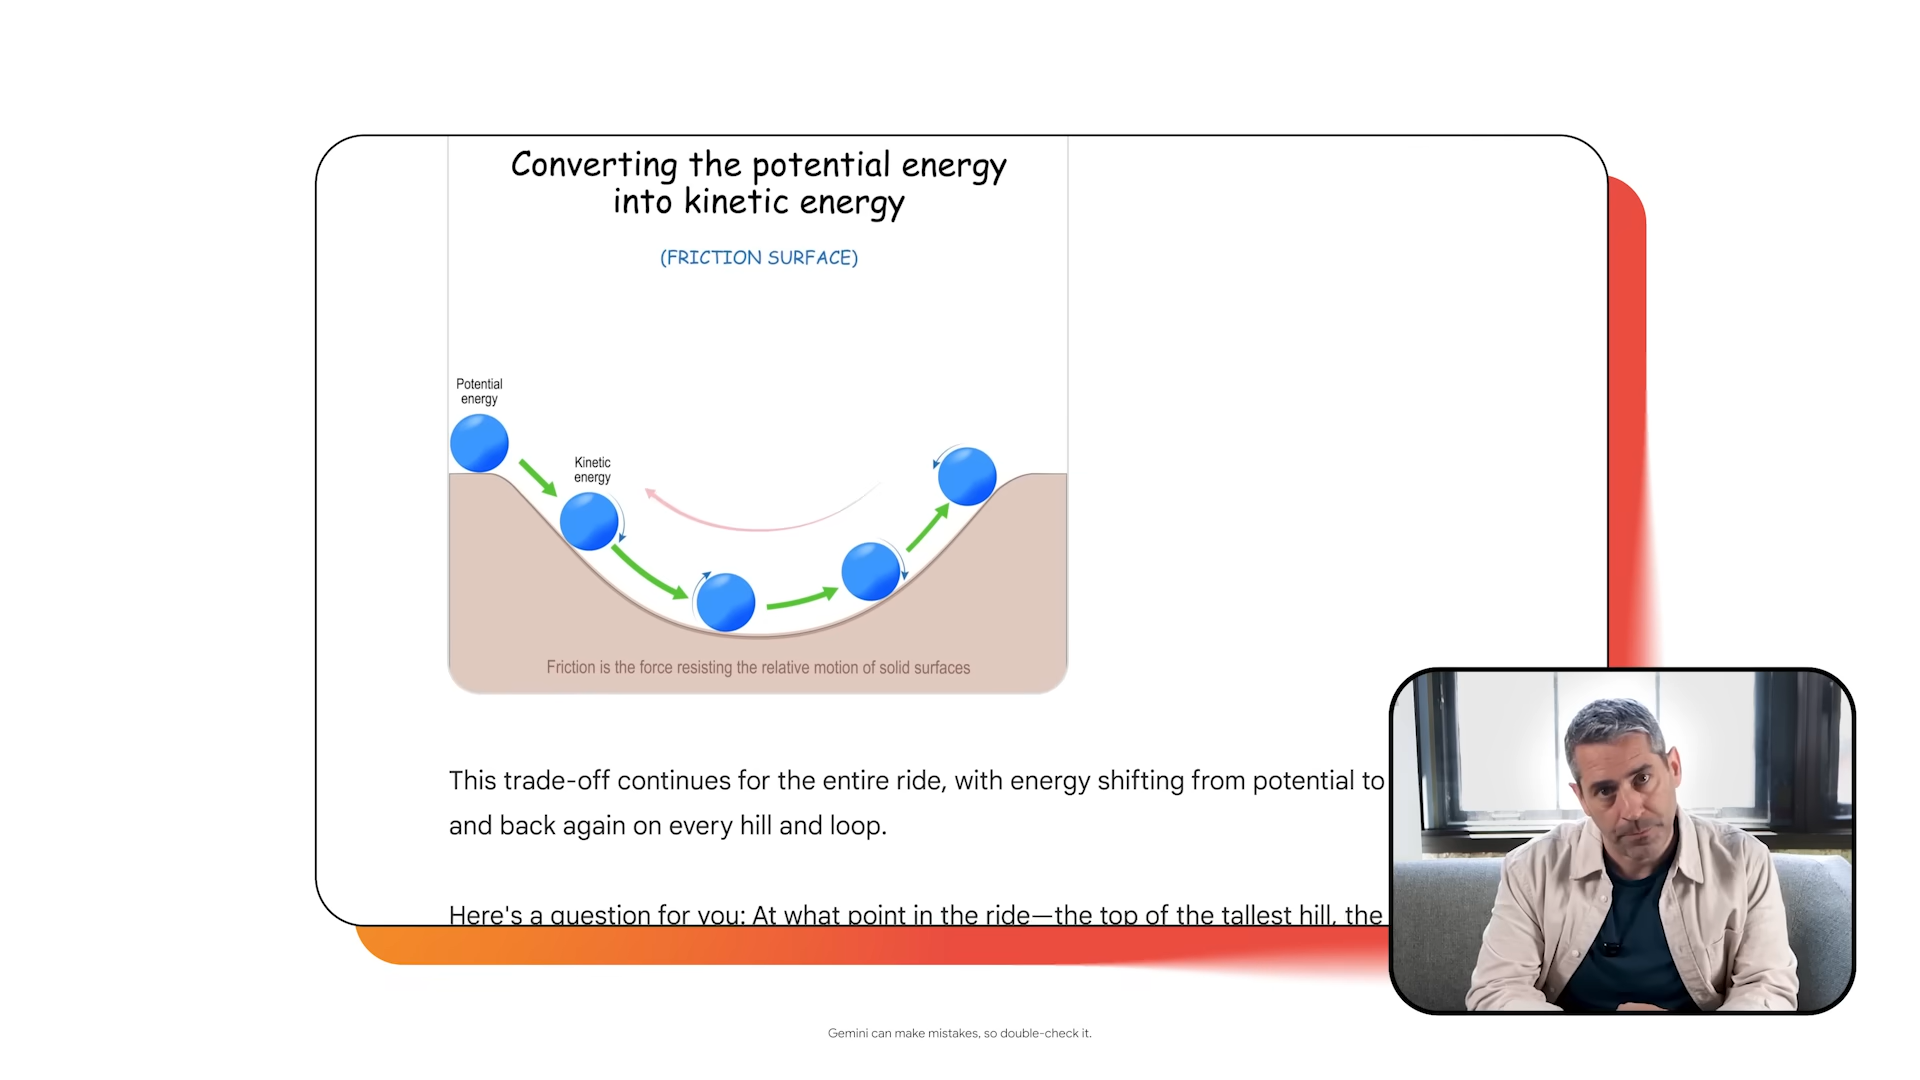 Converting the potential energy
into kinetic energy
(FRICTION SURFACE)
Potential
energy
Kinetic
energy
Friction is the force resisting the relative motion of solid surfaces
This trade-off continues for the entire ride, with energy shifting from potential to
and back again on every hill and loop.
Here's a question for you: At what point in the ride—the top of the tallest hill, the
Gemini can make mistakes, so double-check it.